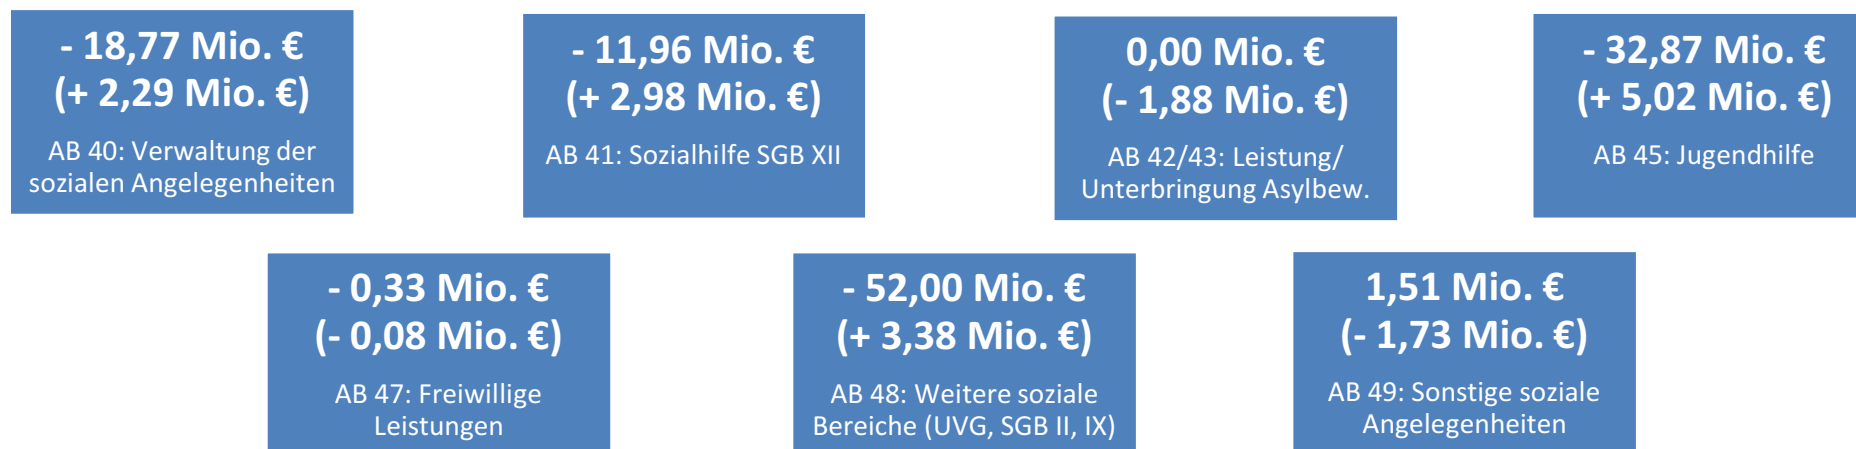 - 18,77 Mio. €
(+ 2,29 Mio. €)
AB 40: Verwaltung der
sozialen Angelegenheiten
- 11,96 Mio. €
(+ 2,98 Mio. €)
AB 41: Sozialhilfe SGB XII
0,00 Mio. €
(- 1,88 Mio. €)
AB 42/43: Leistung/
Unterbringung Asylbew.
- 32,87 Mio. €
(+ 5,02 Mio. €)
AB 45: Jugendhilfe
- 0,33 Mio. €
(- 0,08 Mio. €)
AB 47: Freiwillige
Leistungen
- 52,00 Mio. €
(+ 3,38 Mio. €)
AB 48: Weitere soziale
Bereiche (UVG, SGB II, IX)
1,51 Mio. €
(- 1,73 Mio. €)
AB 49: Sonstige soziale
Angelegenheiten